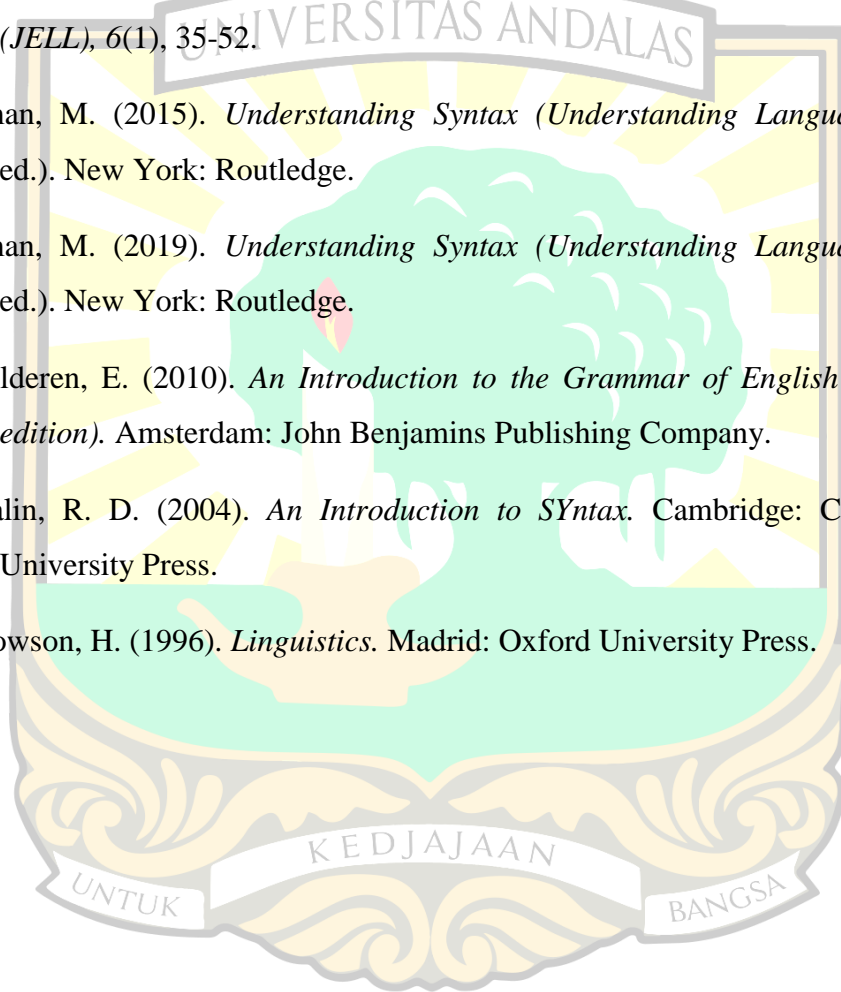 UNIVERSITAS ANDALAS
(JELL), 6(1), 35-52.
nan, M. (2015). Understanding Syntax (Understanding Langu
ed.). New York: Routledge.
nan, M. (2019). Understanding Syntax (Understanding Langu
ed.). New York: Routledge.
lderen, E. (2010). An Introduction to the Grammar of English
edition). Amsterdam: John Benjamins Publishing Company.
alin, R. D. (2004). An Introduction to SYntax. Cambridge: C
University Press.
owson, H. (1996). Linguistics. Madrid: Oxford University Press.
KEDJAJAAN
UNTUK
BANGSA